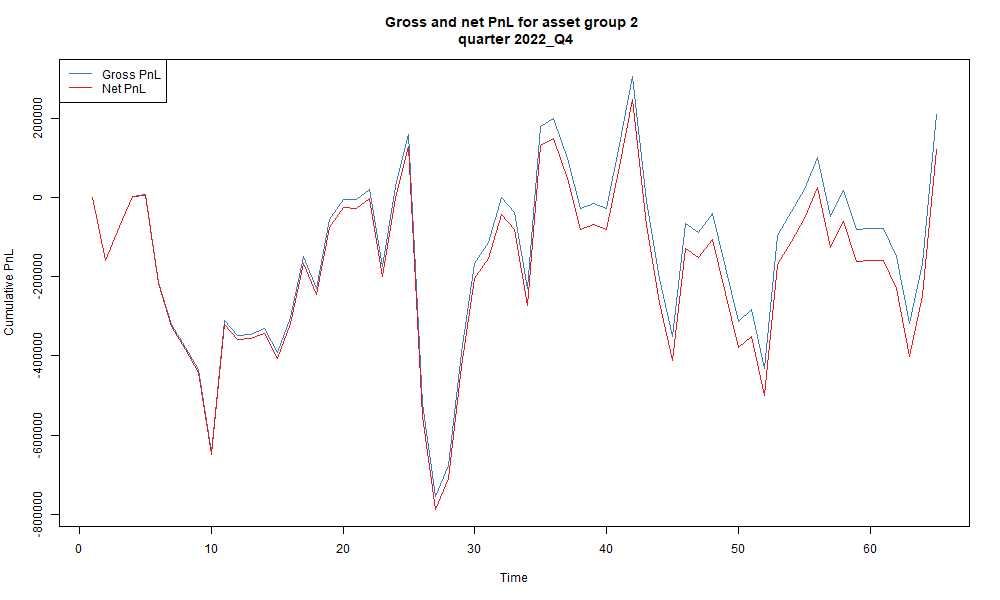 Gross and net PnL for asset group 2
quarter 2022_Q4
Gross PnL
Net PnL
200000
0
-200000
-400000
-600000
-800000
Cumulative PnL
0 10 20 30 40 50 60
Time